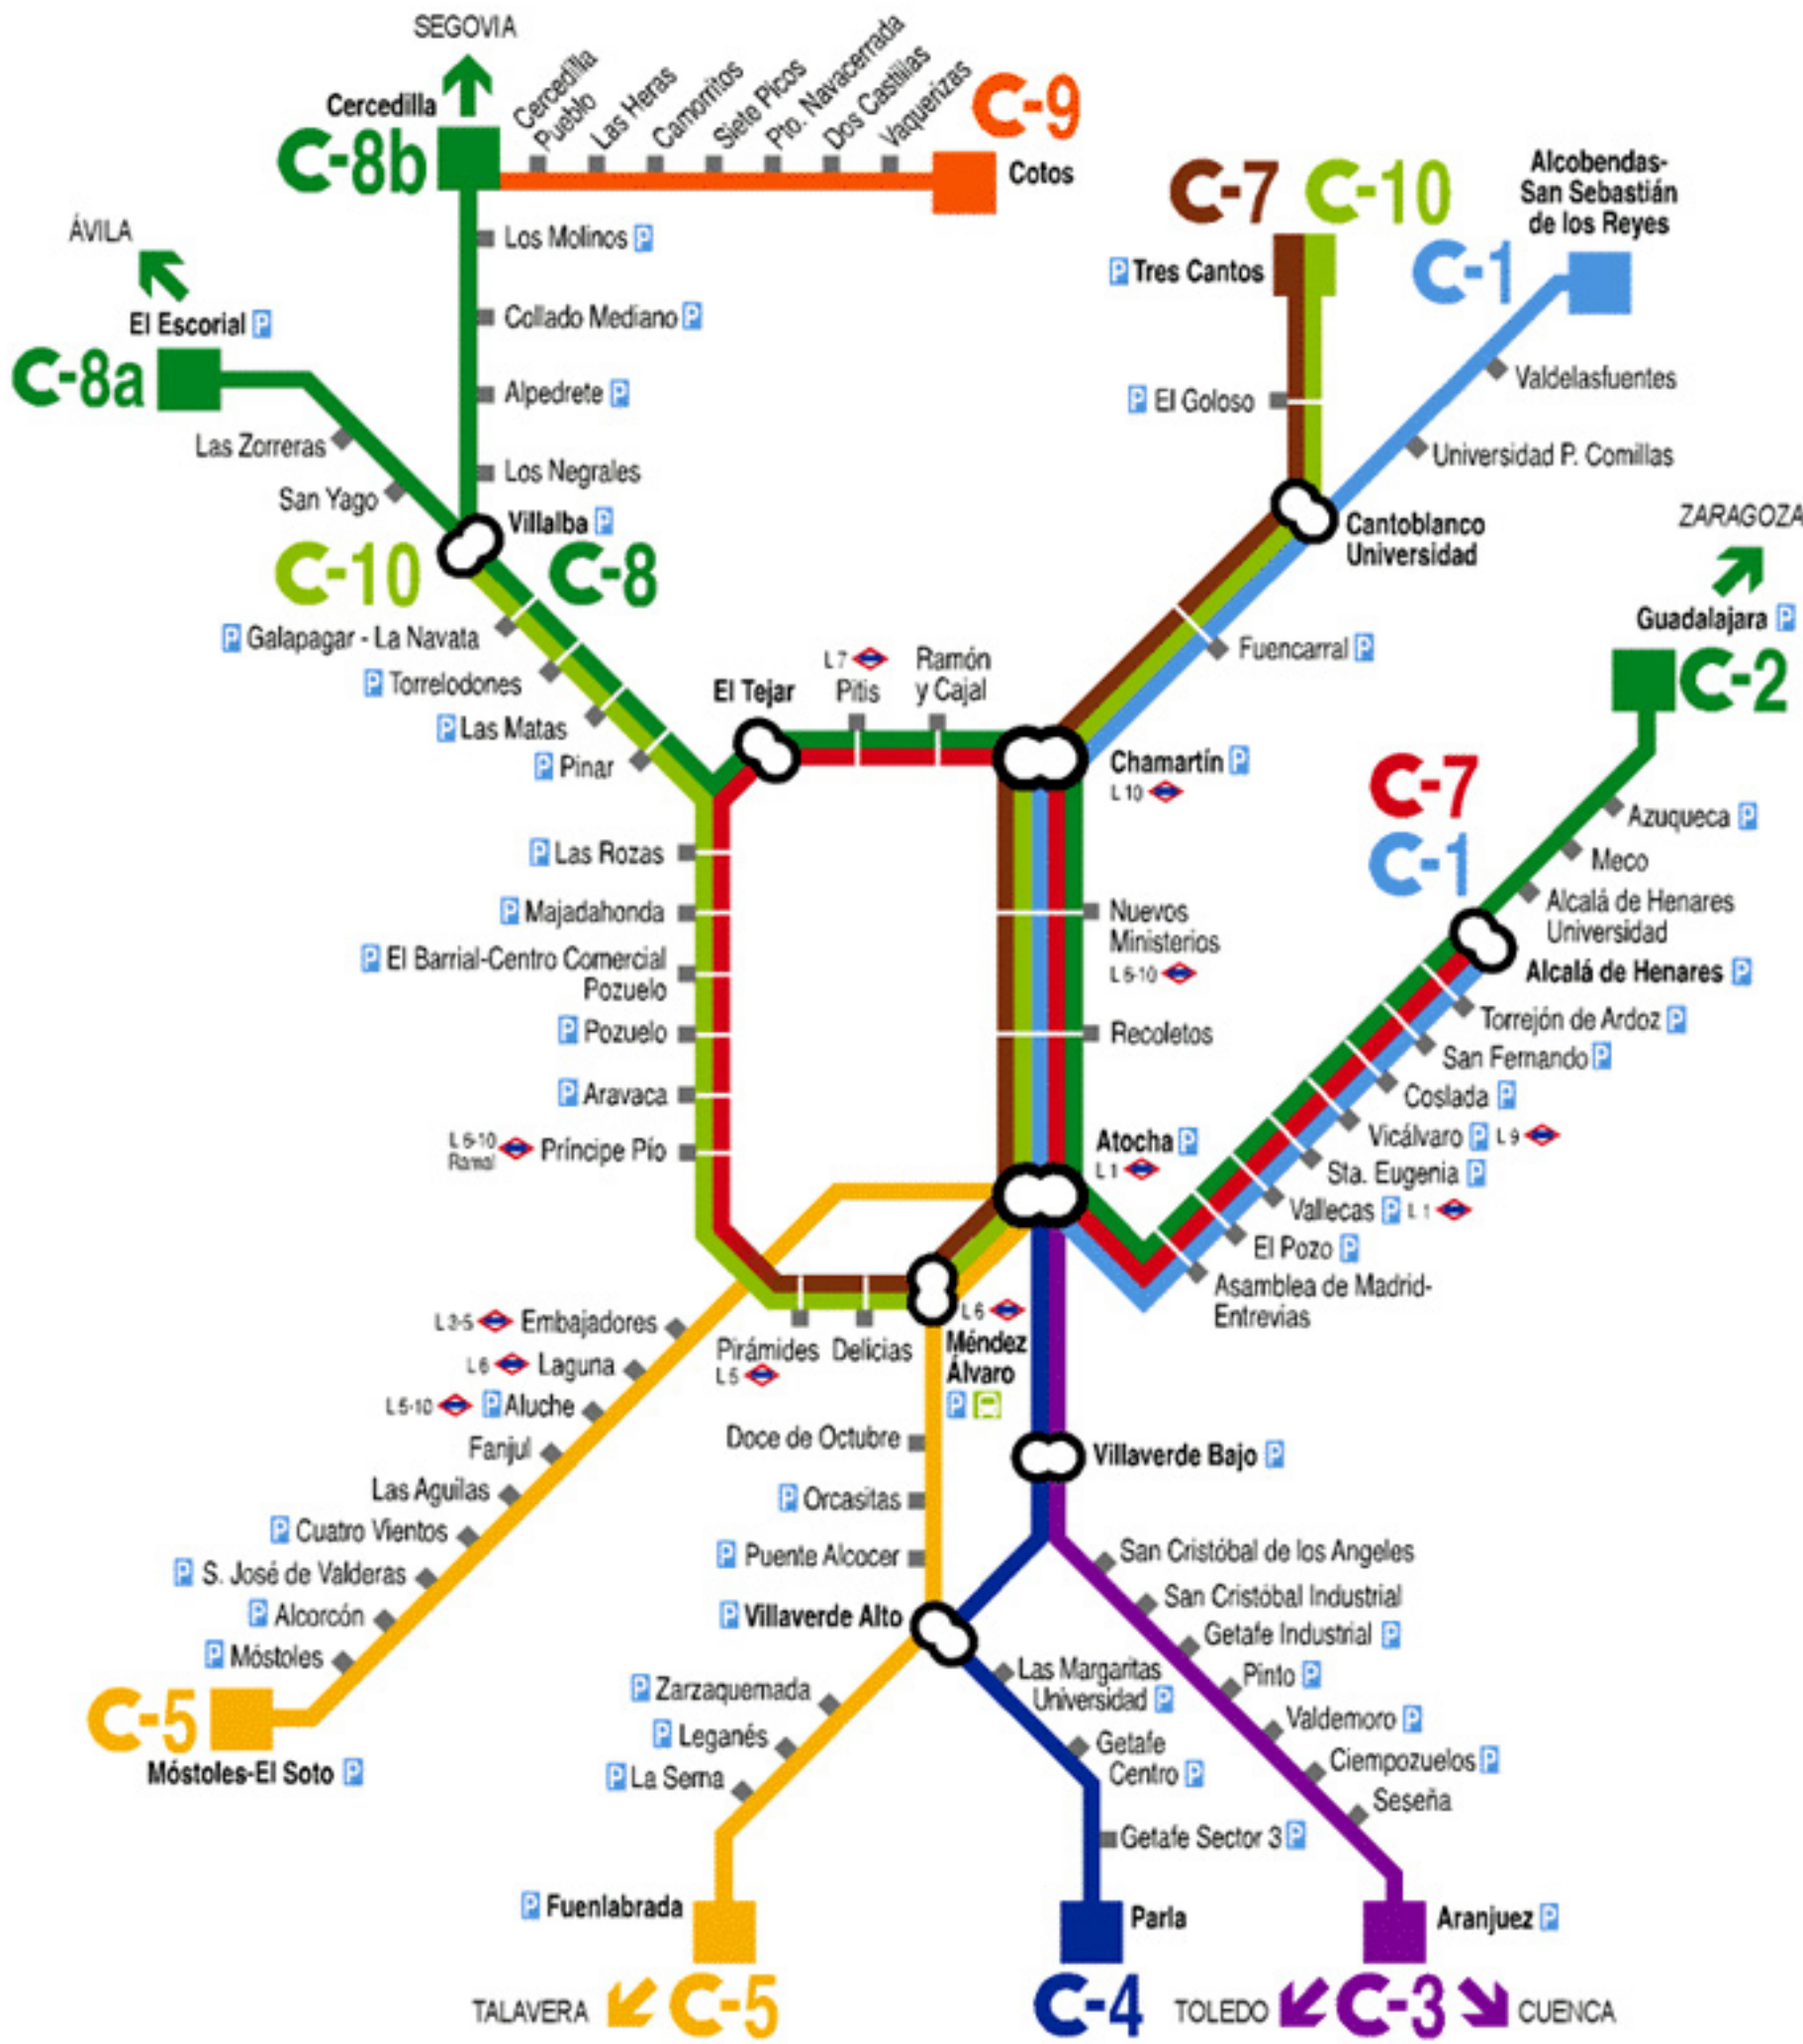 SEGOVIA
Cercedilla
C-8b
Cercedilla
Pueblo
Las Heras
Camorritos
Siete Picos
Pto. Navacerrada
Dos Castillas
Vaquerizas
C-9
Cotos
Los Molinos P
Collado Mediano P
Alpedrete P
Los Negrales
ÁVILA
El Escorial P
C-8a
Las Zorreras
San Yago
Villalba P
C-10 C-8
P Galapagar - La Navata
P Torrelodones
P Las Matas
P Pinar
C-7 C-10
P Tres Cantos
P El Goloso
Alcobendas-
San Sebastián
de los Reyes
C-1
Valdelasfuentes
Universidad P. Comillas
Cantoblanco
Universidad
Fuencarral P
El Tejar
L 7
Pitis
Ramón
y Cajal
Chamartín P
L 10
ZARAGOZA
Guadalajara P
C-2
Azuqueca P
Meco
Alcalá de Henares
Universidad
C-7
C-1
Alcalá de Henares P
Torrejón de Ardoz P
San Fernando P
Coslada P
Vicálvaro P L 9
Sta. Eugenia P
Vallecas P L 1
El Pozo P
Asamblea de Madrid-
Entrevias
P Las Rozas
P Majadahonda
P El Barrial-Centro Comercial
Pozuelo
P Pozuelo
P Aravaca
L 6-10
Ramal
Príncipe Pío
Nuevos
Ministerios
L 6-10
Recoletos
Atocha P
L 1
Pirámides
L 5
Delicias
L 6
Méndez
Álvaro
P
L 3-5 Embajadores
L 6 Laguna
L 5-10 P Aluche
Fanjul
Las Aguilas
P Cuatro Vientos
P S. José de Valderas
P Alcorcón
P Móstoles
C-5
Móstoles-El Soto P
Doce de Octubre
P Orcasitas
P Puente Alcocer
P Villaverde Alto
P Zarzaquemada
P Leganés
P La Serna
P Fuenlabrada
TALAVERA C-5
Villaverde Bajo P
Las Margaritas
Universidad P
Getafe
Centro P
Getafe Sector 3 P
Parla
C-4
San Cristóbal de los Angeles
San Cristóbal Industrial
Getafe Industrial P
Pinto P
Valdemoro P
Ciempozuelos P
Seseña
Aranjuez P
TOLEDO C-3 CUENCA